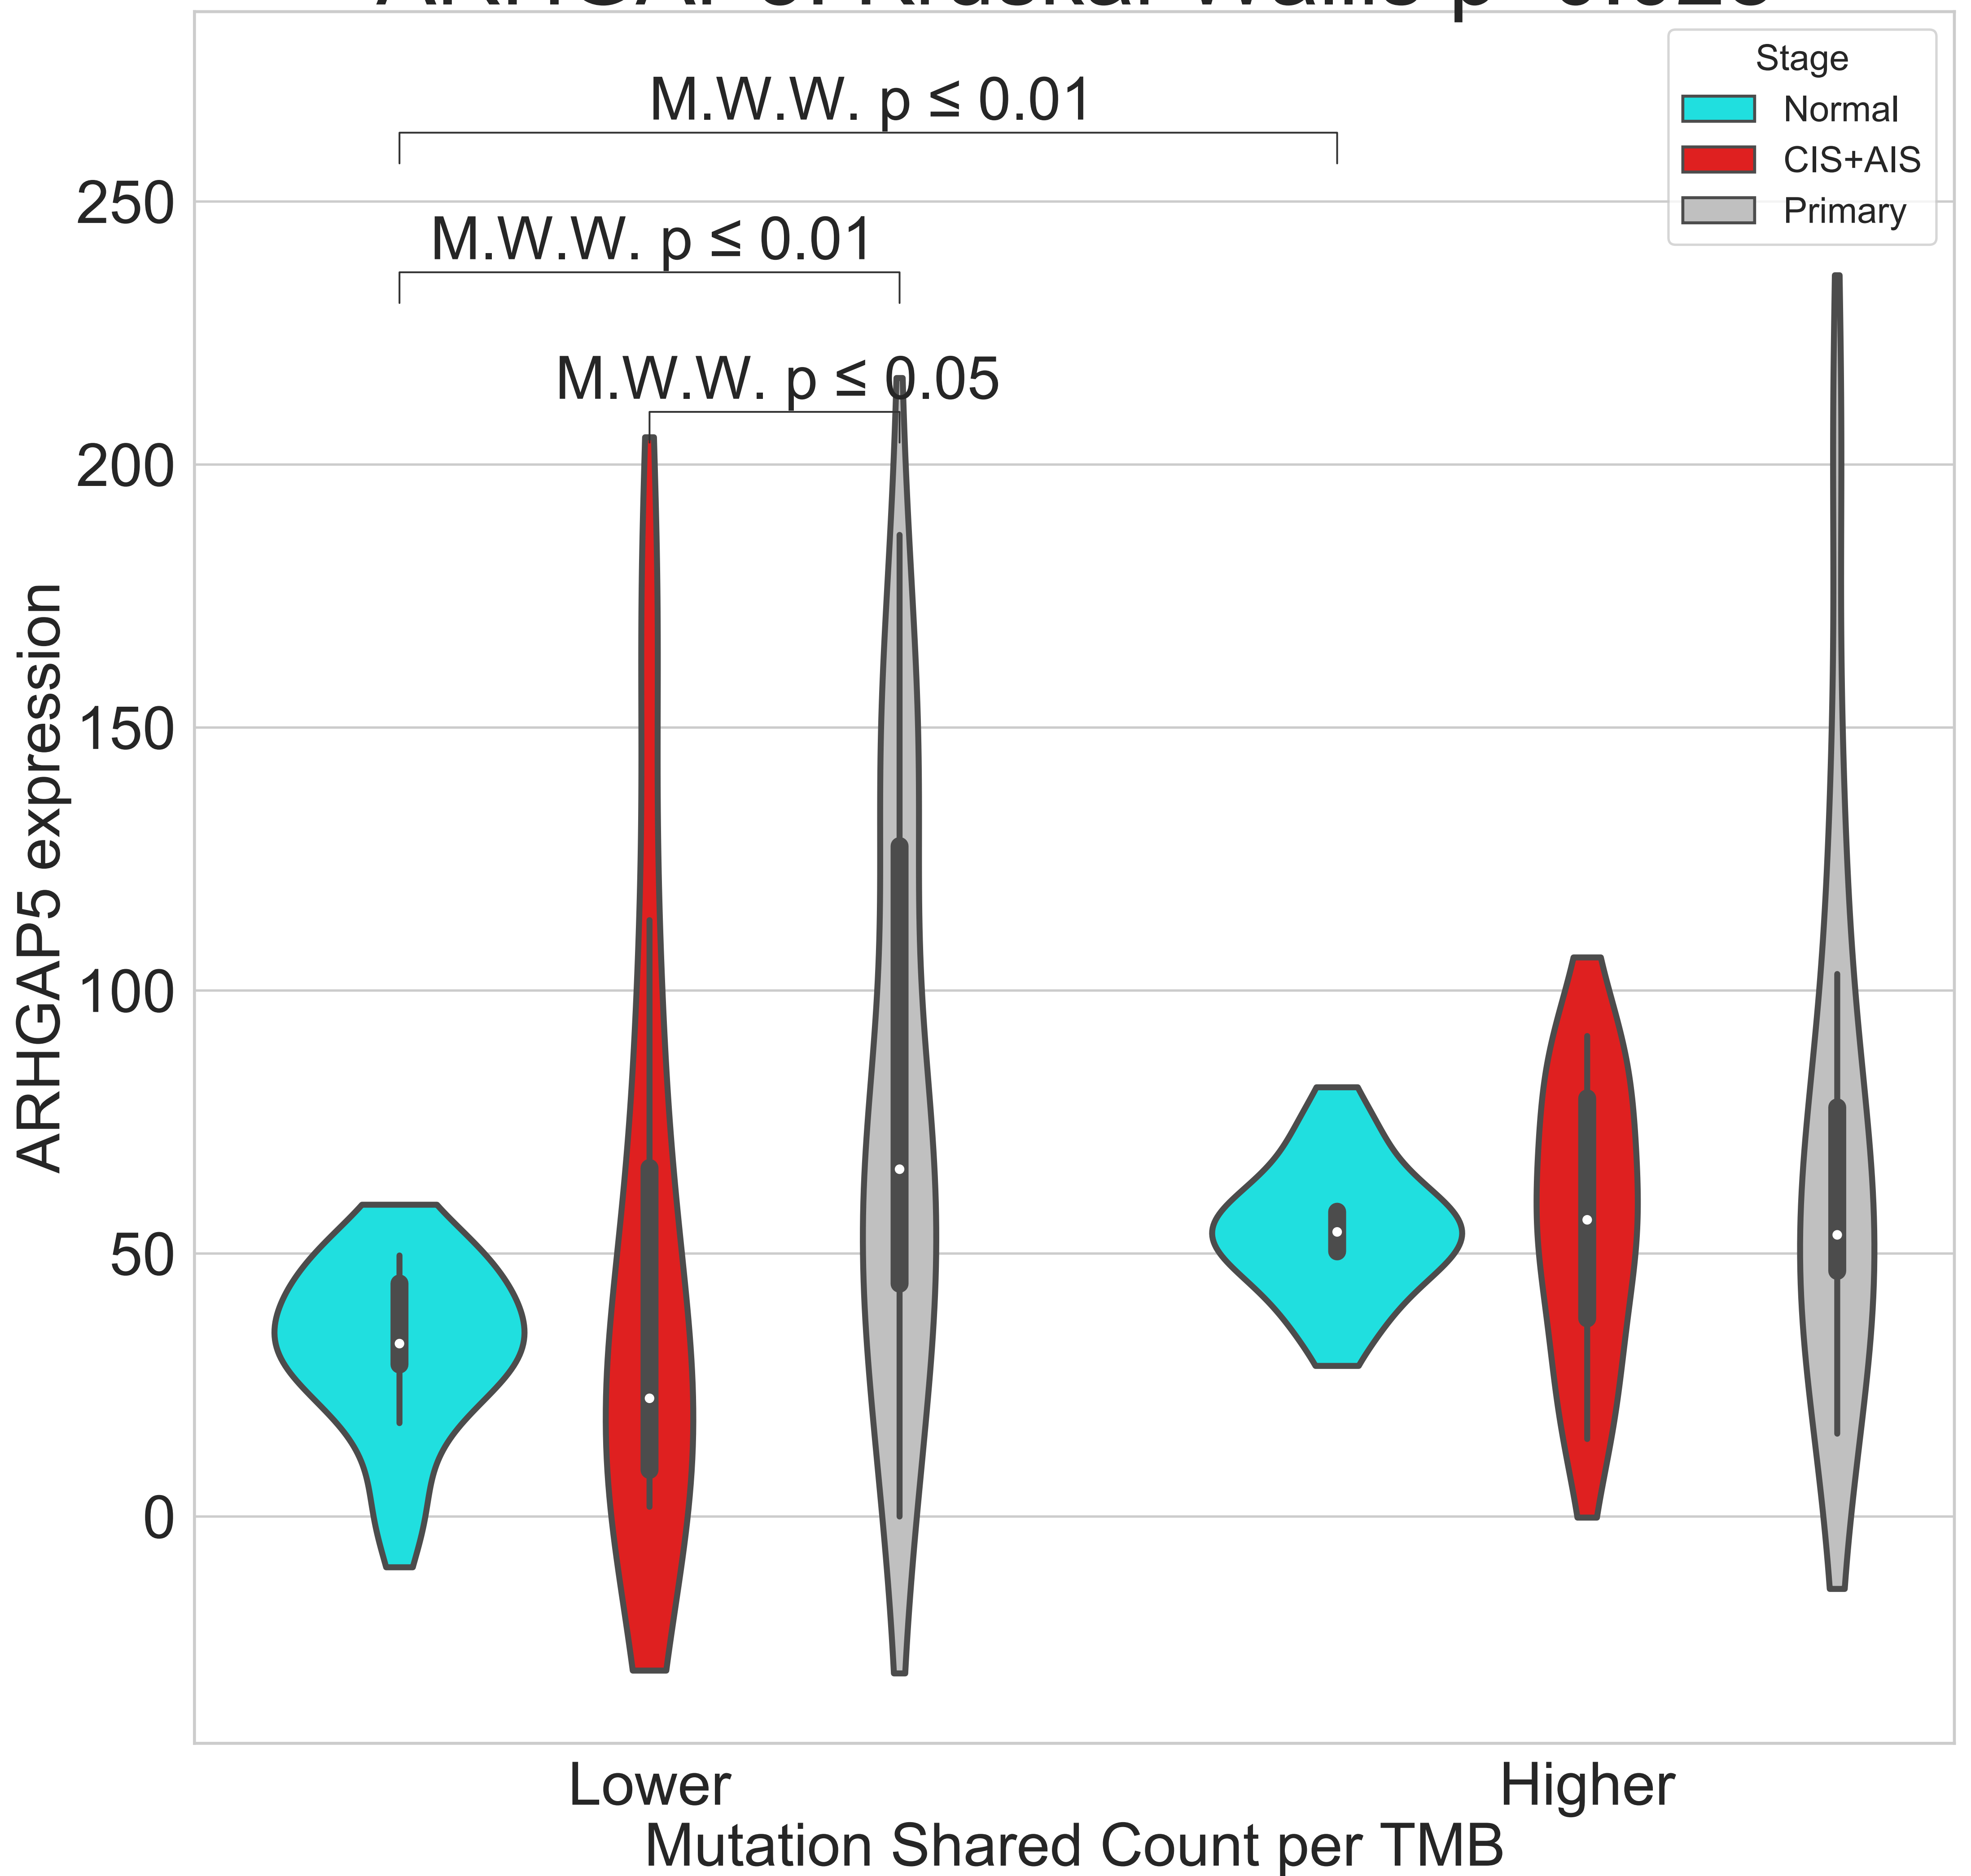 M.W.W. p ≤ 0.01
Stage
Normal
CIS+AIS
Primary
M.W.W. p ≤ 0.01
M.W.W. p ≤ 0.05
250
200
150
100
50
0
ARHGAP5 expression
Lower
Higher
Mutation Shared Count per TMB